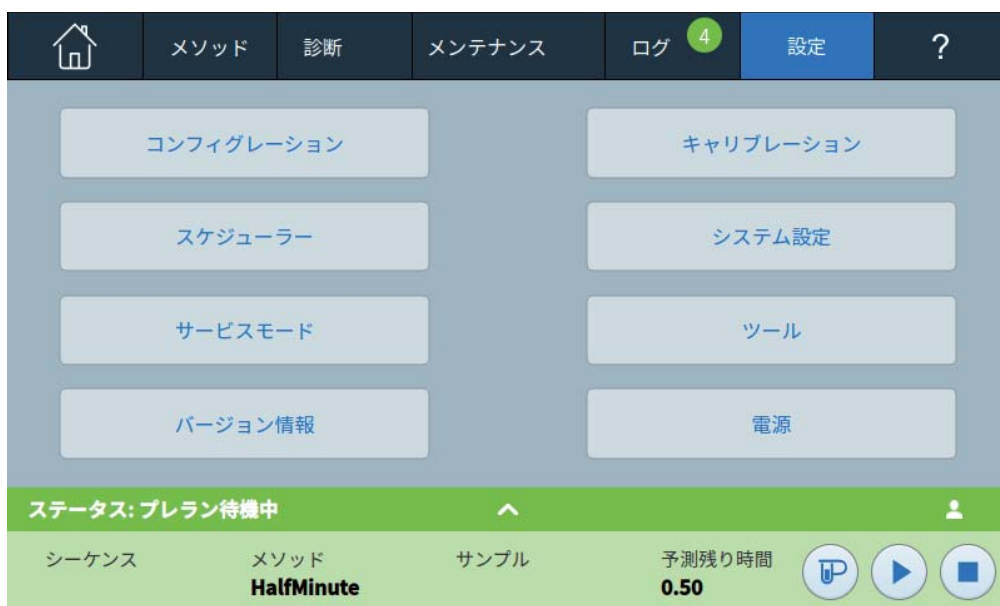 メソッド 診断 メンテナンス ログ 4 設定 ?
コンフィグレーション キャリブレーション
スケジューラー システム設定
サービスモード ツール
バージョン情報 電源
ステータス: プレラン待機中
シーケンス メソッド サンプル 予測残り時間
HalfMinute 0.50